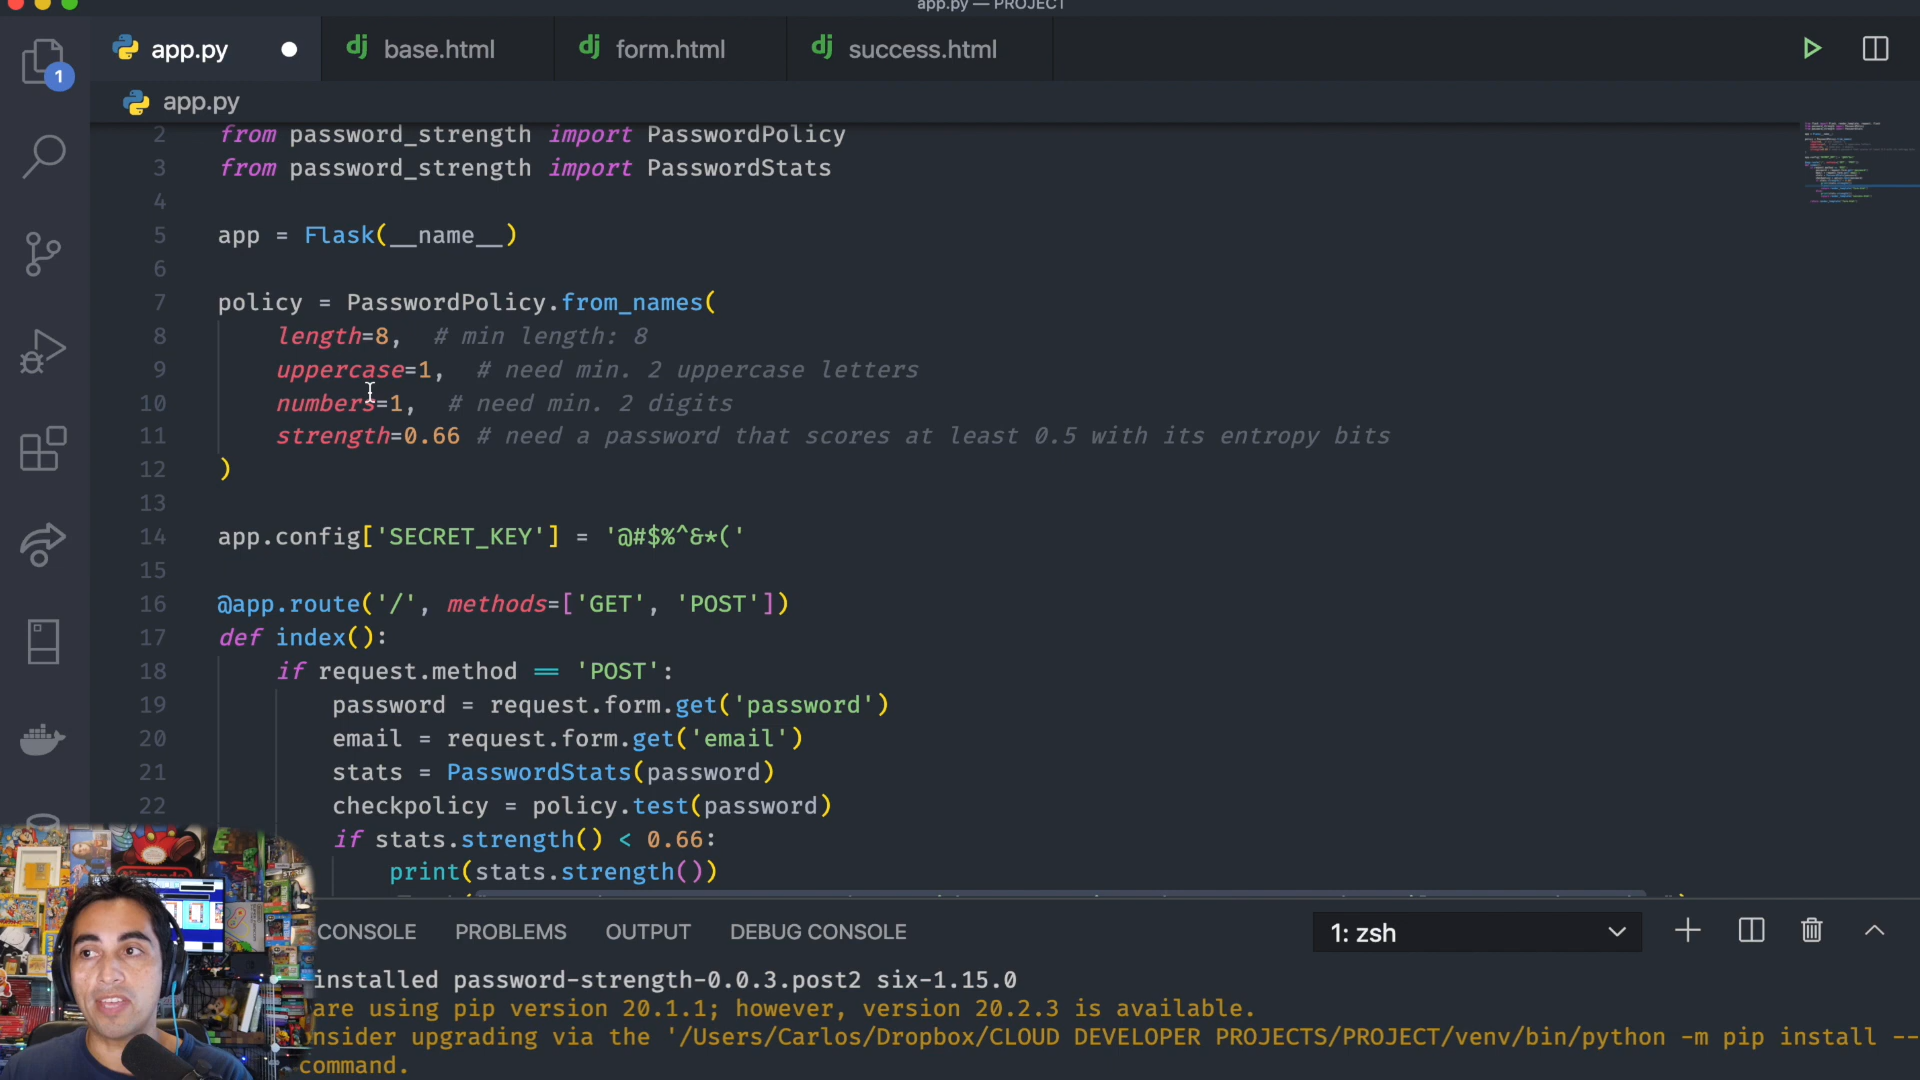 app.py — PROJECT
app.py
base.html
form.html
success.html
1
app.py
2 from password_strength import PasswordPolicy
3 from password_strength import PasswordStats
4
5 app = Flask(__name__)
6
7 policy = PasswordPolicy.from_names(
8 length=8,  # min length: 8
9 uppercase=1,  # need min. 2 uppercase letters
10 numbers=1,  # need min. 2 digits
11 strength=0.66 # need a password that scores at least 0.5 with its entropy bits
12 )
13
14 app.config['SECRET_KEY'] = '@#$%^&*('
15
16 @app.route('/', methods=['GET', 'POST'])
17 def index():
18 if request.method == 'POST':
19 password = request.form.get('password')
20 email = request.form.get('email')
21 stats = PasswordStats(password)
22 checkpolicy = policy.test(password)
if stats.strength() < 0.66:
print(stats.strength())
CONSOLE PROBLEMS OUTPUT DEBUG CONSOLE
1: zsh
installed password-strength-0.0.3.post2 six-1.15.0
are using pip version 20.1.1; however, version 20.2.3 is available.
nsider upgrading via the '/Users/Carlos/Dropbox/CLOUD DEVELOPER PROJECTS/PROJECT/venv/bin/python -m pip install --
command.